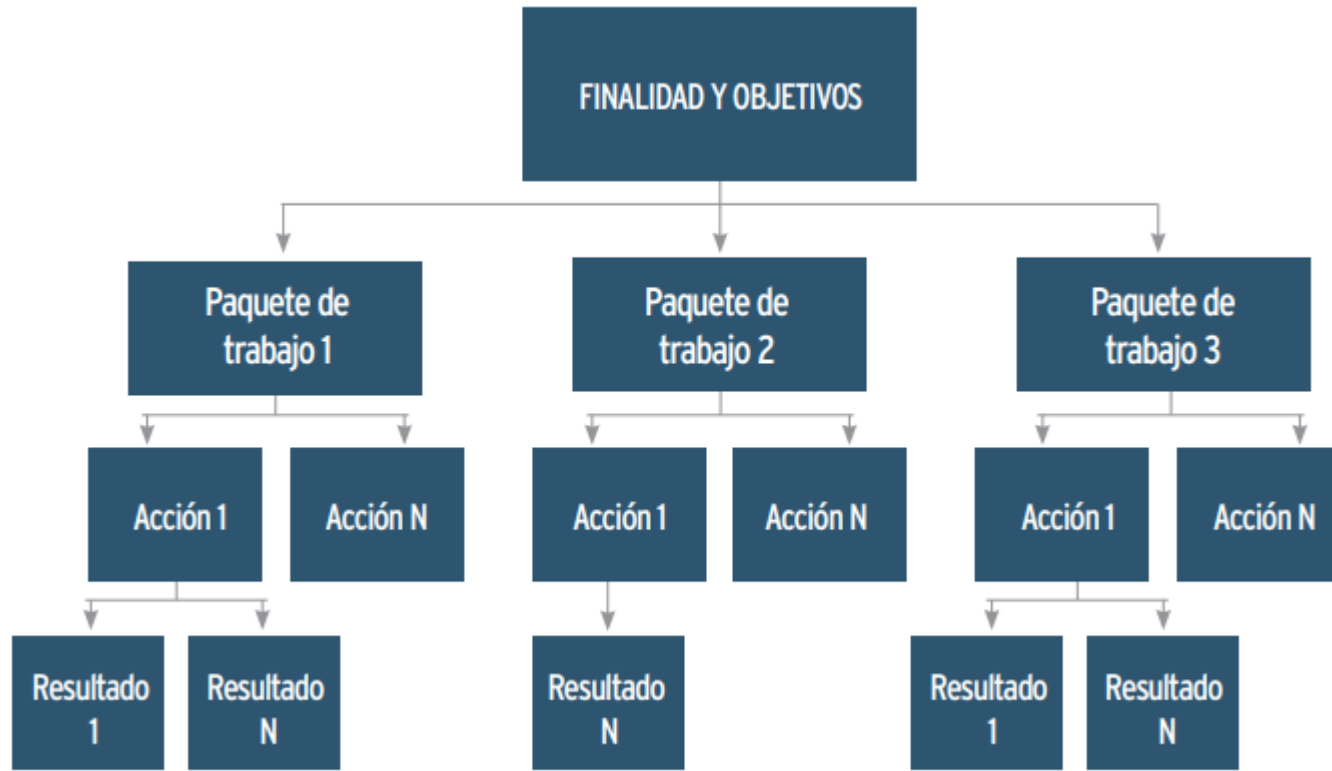 FINALIDAD Y OBJETIVOS
Paquete de
trabajo 1
Paquete de
trabajo 2
Paquete de
trabajo 3
Acción 1
Acción N
Acción 1
Acción N
Acción 1
Acción N
Resultado
1
Resultado
N
Resultado
N
Resultado
1
Resultado
N